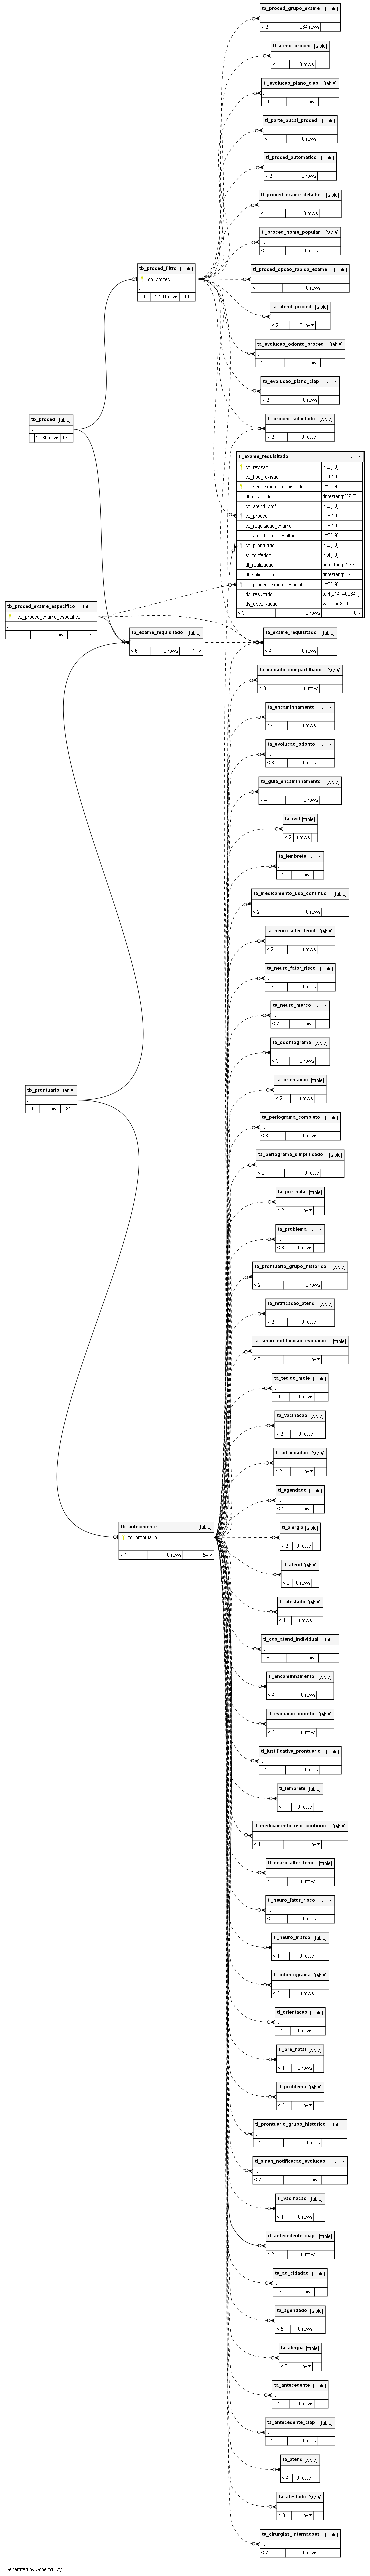 ta_proced_grupo_exame [table]
< 2 284 rows
tl_atend_proced [table]
< 1 0 rows
tl_evolucao_plano_ciap [table]
< 1 0 rows
tl_parte_bucal_proced [table]
< 1 0 rows
tl_proced_automatico [table]
< 2 0 rows
tl_proced_exame_detalhe [table]
< 1 0 rows
tl_proced_nome_popular [table]
< 1 0 rows
tl_proced_opcao_rapida_exame [table]
< 1 0 rows
ta_atend_proced [table]
< 2 0 rows
ta_evolucao_odonto_proced [table]
< 1 0 rows
ta_evolucao_plano_ciap [table]
< 2 0 rows
tl_proced_solicitado [table]
< 2 0 rows
tb_proced_filtro [table]
co_proced
tb_proced [table]
tl_exame_requisitado [table]
co_revisao int8[19]
co_tipo_revisao int4[10]
co_seq_exame_requisitado int8[19]
dt_resultado timestamp[29,6]
co_atend_prof int8[19]
co_proced int8[19]
co_requisicao_exame int8[19]
co_atend_prof_resultado int8[19]
co_prontuario int8[19]
st_conferido int4[10]
dt_realizacao timestamp[29,6]
dt_solicitacao timestamp[29,6]
co_proced_exame_especifico int8[19]
ds_resultado text[2147483647]
ds_observacao
< 3 0 rows 0 >
tb_proced_exame_especifico [table]
co_proced_exame_especifico
0 rows 3 >
tb_exame_requisitado [table]
< 6 0 rows 11 >
ta_exame_requisitado [table]
< 4 0 rows
ta_cuidado_compartilhado [table]
< 3 0 rows
ta_encaminhamento [table]
< 4 0 rows
ta_evolucao_odonto [table]
< 3 0 rows
ta_guia_encaminhamento [table]
< 4 0 rows
ta_ivcf [table]
< 2 0 rows
ta_lembrete [table]
< 2 0 rows
ta_medicamento_uso_continuo [table]
< 2 0 rows
ta_neuro_alter_fenot [table]
< 2 0 rows
ta_neuro_fator_risco [table]
< 2 0 rows
ta_neuro_marco [table]
< 2 0 rows
ta_odontograma [table]
< 3 0 rows
tb_prontuario [table]
< 1 0 rows 35 >
ta_orientacao [table]
< 2 0 rows
ta_periograma_completo [table]
< 3 0 rows
ta_periograma_simplificado [table]
< 2 0 rows
ta_pre_natal [table]
< 2 0 rows
ta_problema [table]
< 3 0 rows
ta_prontuario_grupo_historico [table]
< 2 0 rows
ta_retificacao_atend [table]
< 2 0 rows
ta_sinan_notificacao_evolucao [table]
< 3 0 rows
ta_tecido_mole [table]
< 4 0 rows
ta_vacinacao [table]
< 2 0 rows
tl_ad_cidadao [table]
< 2 0 rows
tl_agendado [table]
< 4 0 rows
tb_antecedente [table]
co_prontuario
< 1 0 rows 54 >
tl_alergia [table]
< 2 0 rows
tl_atend [table]
< 3 0 rows
tl_atestado [table]
< 1 0 rows
tl_cds_atend_individual [table]
< 8 0 rows
tl_encaminhamento [table]
< 4 0 rows
tl_evolucao_odonto [table]
< 2 0 rows
tl_justificativa_prontuario [table]
< 1 0 rows
tl_lembrete [table]
< 1 0 rows
tl_medicamento_uso_continuo [table]
< 1 0 rows
tl_neuro_alter_fenot [table]
< 1 0 rows
tl_neuro_fator_risco [table]
< 1 0 rows
tl_neuro_marco [table]
< 1 0 rows
tl_odontograma [table]
< 2 0 rows
tl_orientacao [table]
< 1 0 rows
tl_pre_natal [table]
< 1 0 rows
tl_problema [table]
< 2 0 rows
tl_prontuario_grupo_historico [table]
< 1 0 rows
tl_sinan_notificacao_evolucao [table]
< 2 0 rows
tl_vacinacao [table]
< 1 0 rows
rl_antecedente_ciap [table]
< 2 0 rows
ta_ad_cidadao [table]
< 3 0 rows
ta_agendado [table]
< 5 0 rows
ta_alergia [table]
< 3 0 rows
ta_antecedente [table]
< 1 0 rows
ta_antecedente_ciap [table]
< 1 0 rows
ta_atend [table]
< 4 0 rows
ta_atestado [table]
< 3 0 rows
ta_cirurgias_internacoes [table]
< 2 0 rows
Generated by SchemaSpy